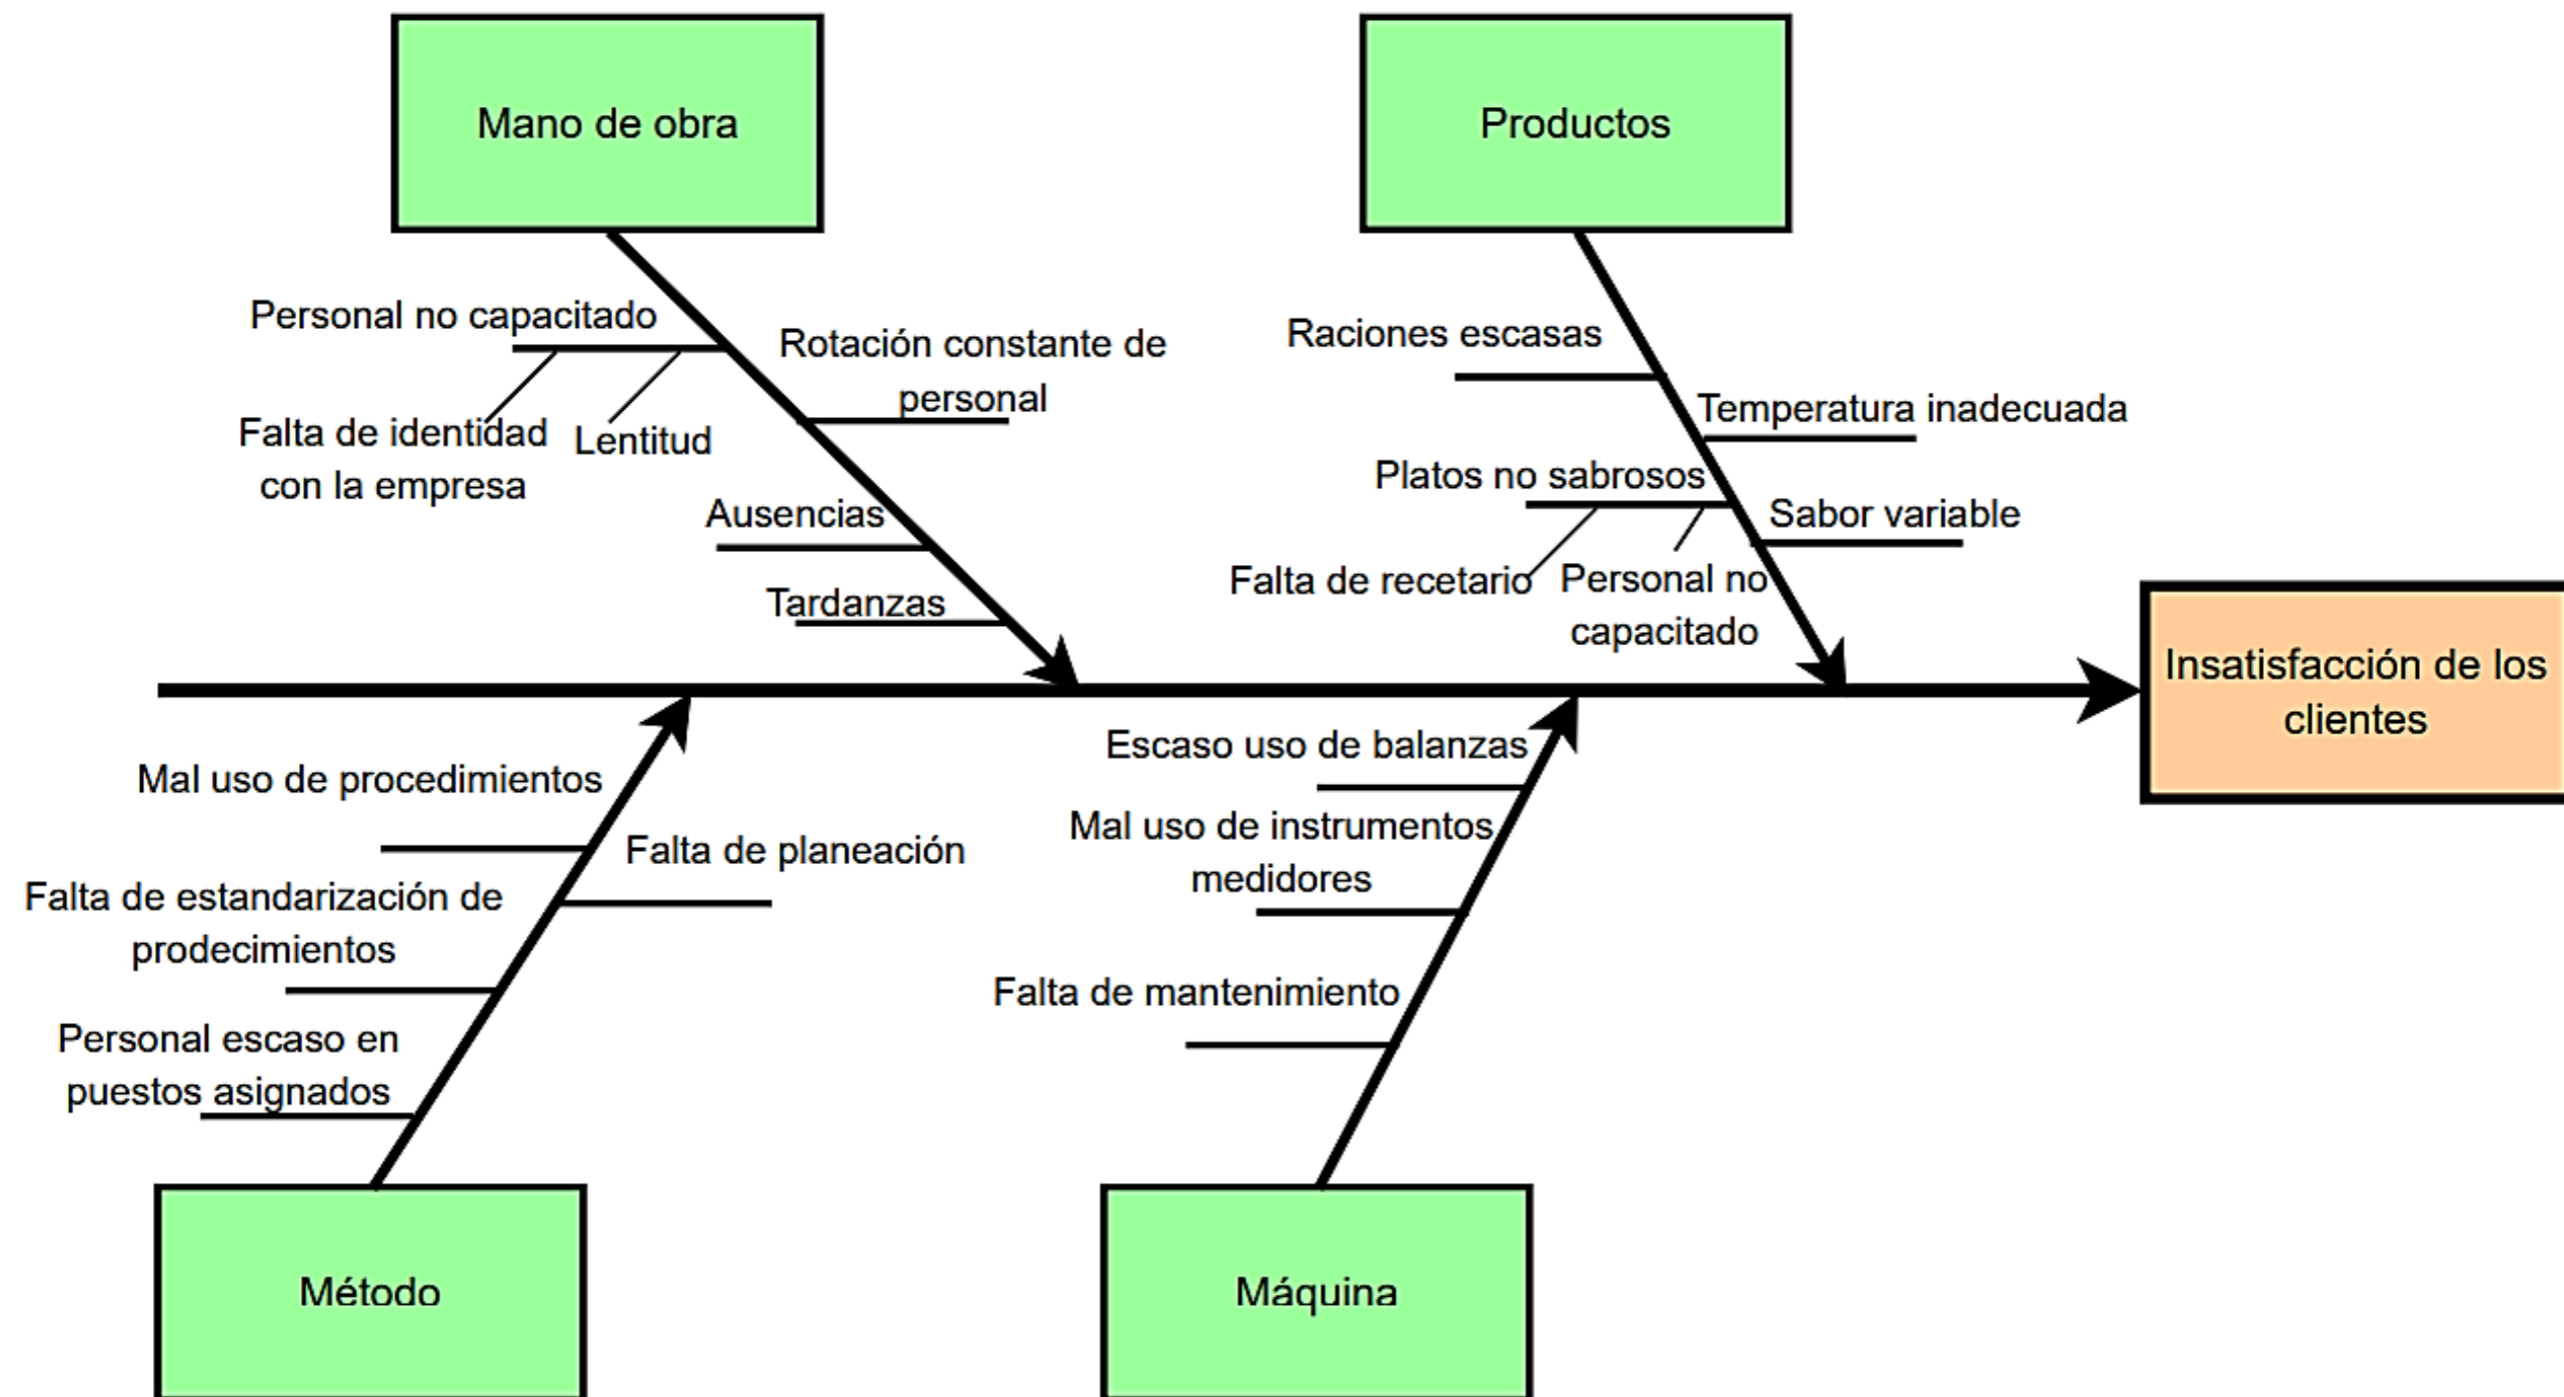 Mano de obra
Productos
Personal no capacitado
Falta de identidad
con la empresa
Lentitud
Rotación constante de
personal
Ausencias
Tardanzas
Raciones escasas
Temperatura inadecuada
Platos no sabrosos
Sabor variable
Falta de recetario
Personal no
capacitado
Insatisfacción de los
clientes
Mal uso de procedimientos
Falta de planeación
Falta de estandarización de
prodecimientos
Personal escaso en
puestos asignados
Escaso uso de balanzas
Mal uso de instrumentos
medidores
Falta de mantenimiento
Método
Máquina